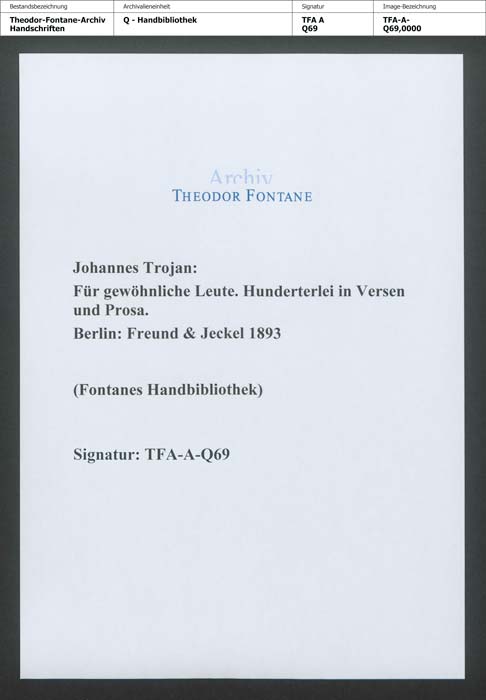 Bestandsbezeichnung
Theodor-Fontane-Archiv
Handschriften
Archivalieneinheit
Q - Handbibliothek
Signatur
TFA A
Q69
Image-Bezeichnung
TFA-A-
Q69,0000
Archiv
THEODOR FONTANE
Johannes Trojan:
Für gewöhnliche Leute. Hunderterlei in Versen
und Prosa.
Berlin: Freund & Jeckel 1893
(Fontanes Handbibliothek)
Signatur: TFA-A-Q69